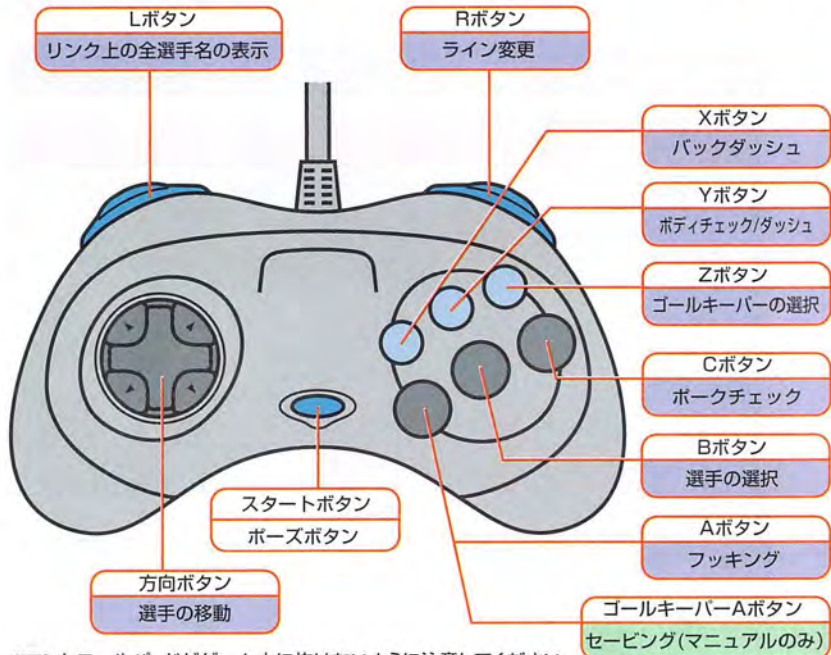 Lボタン
リンク上の全選手名の表示
Rボタン
ライン変更
Xボタン
バックダッシュ
Yボタン
ボディチェック/ダッシュ
Zボタン
ゴールキーパーの選択
Cボタン
ポークチェック
Bボタン
選手の選択
Aボタン
フッキング
ゴールキーパーAボタン
セービング(マニュアルのみ)
スタートボタン
ポーズボタン
方向ボタン
選手の移動